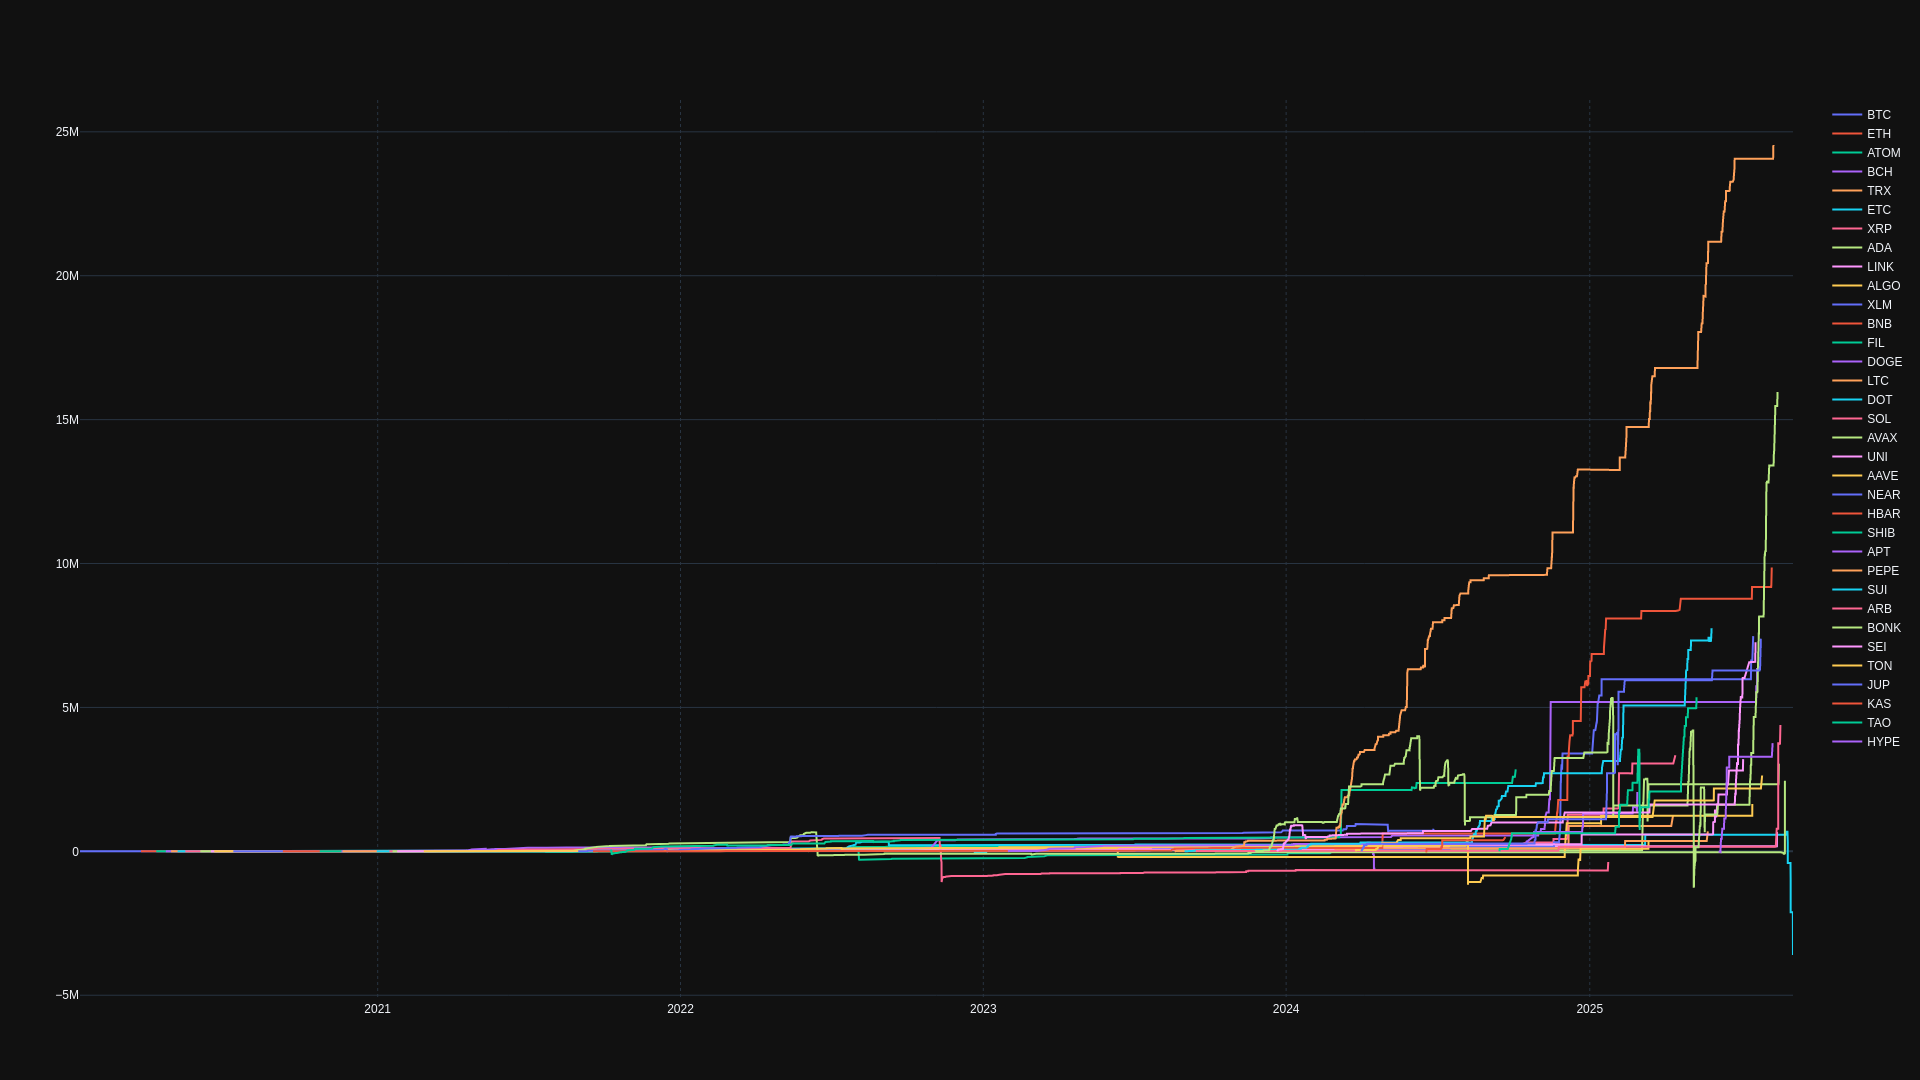 25M
20M
15M
10M
5M
0
−5M
2021
2022
2023
2024
2025
BTC
ETH
ATOM
BCH
TRX
ETC
XRP
ADA
LINK
ALGO
XLM
BNB
FIL
DOGE
LTC
DOT
SOL
AVAX
UNI
AAVE
NEAR
HBAR
SHIB
APT
PEPE
SUI
ARB
BONK
SEI
TON
JUP
KAS
TAO
HYPE